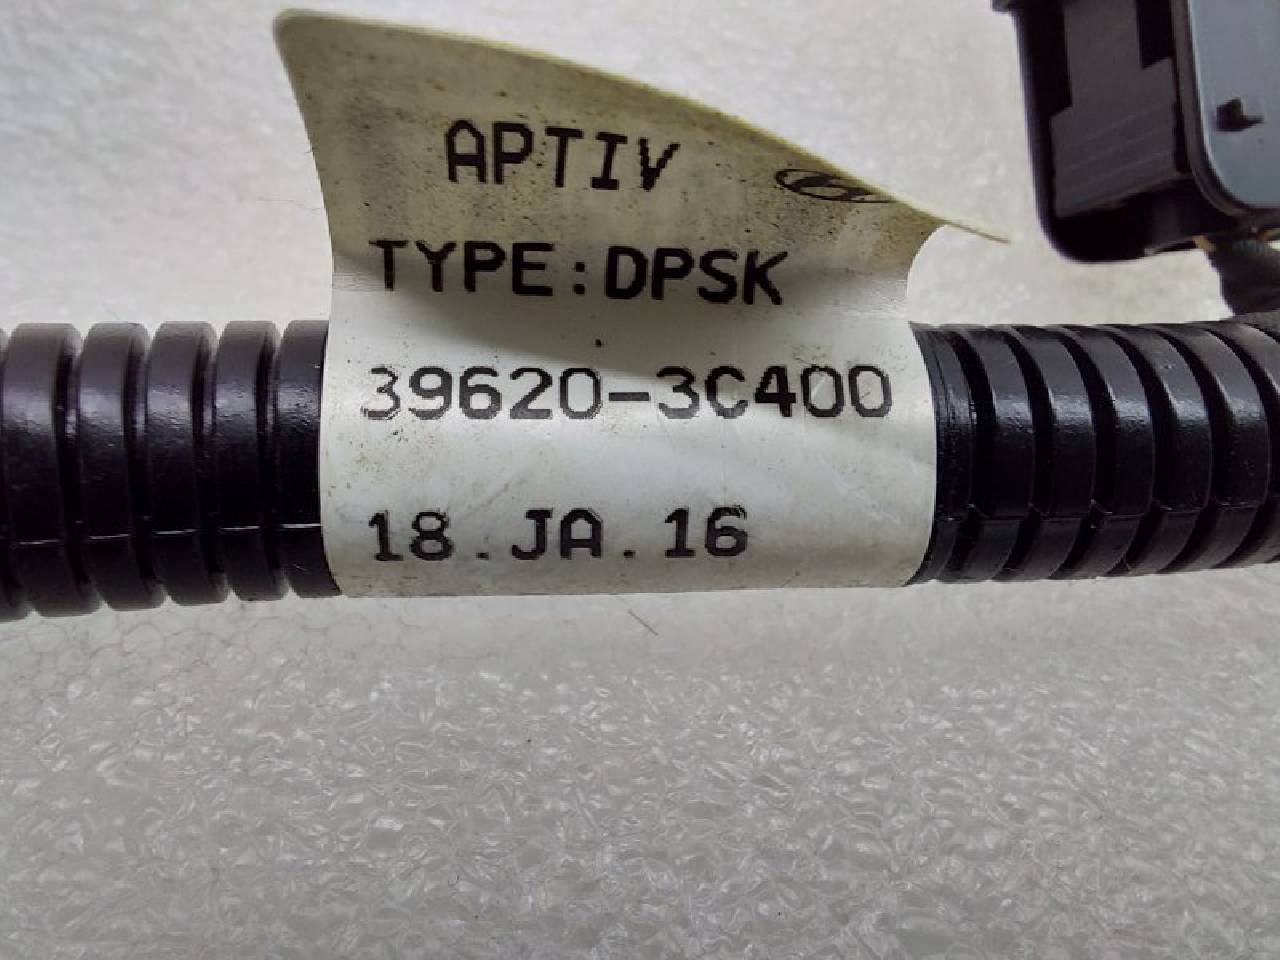 APTIV
TYPE:DPSK
39620-3C400
18.JA.16